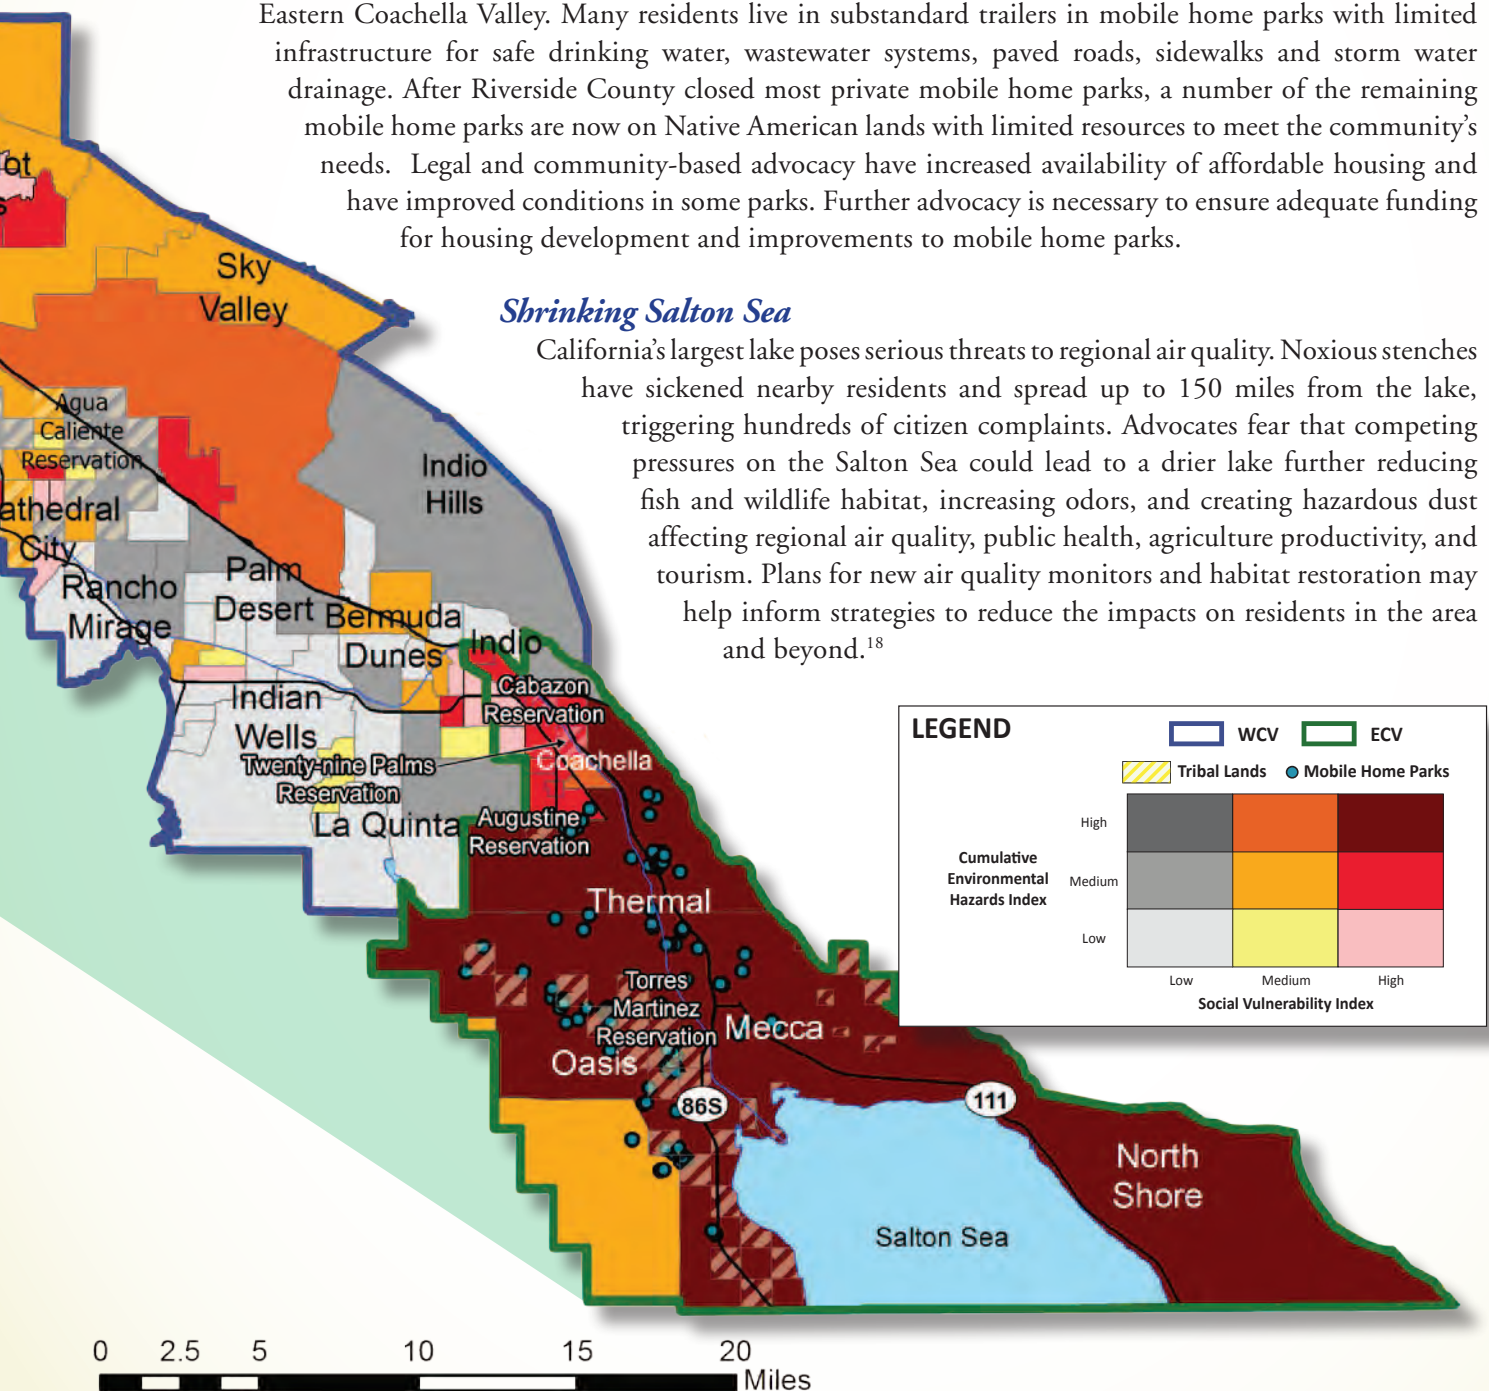 Eastern Coachella Valley. Many residents live in substandard trailers in mobile home parks with limited
infrastructure for safe drinking water, wastewater systems, paved roads, sidewalks and storm water
drainage. After Riverside County closed most private mobile home parks, a number of the remaining
mobile home parks are now on Native American lands with limited resources to meet the community's
needs. Legal and community-based advocacy have increased availability of affordable housing and
have improved conditions in some parks. Further advocacy is necessary to ensure adequate funding
for housing development and improvements to mobile home parks.
Shrinking Salton Sea
California's largest lake poses serious threats to regional air quality. Noxious stenches
have sickened nearby residents and spread up to 150 miles from the lake,
triggering hundreds of citizen complaints. Advocates fear that competing
pressures on the Salton Sea could lead to a drier lake further reducing
fish and wildlife habitat, increasing odors, and creating hazardous dust
affecting regional air quality, public health, agriculture productivity, and
tourism. Plans for new air quality monitors and habitat restoration may
help inform strategies to reduce the impacts on residents in the area
and beyond.18
ot
s
Sky
Valley
Agua
Caliente
Reservation
athedral
City
Indio
Hills
Rancho
Mirage
Palm
Desert
Bermuda
Dunes
Indio
Indian
Wells
Cabazon
Reservation
Twenty-nine Palms
Reservation
Coachella
La Quinta
Augustine
Reservation
Thermal
Torres
Martinez
Reservation
Mecca
Oasis
86S
111
North
Shore
Salton Sea
LEGEND
WCV
ECV
Tribal Lands
Mobile Home Parks
Cumulative
Environmental
Hazards Index
High
Medium
Low
Low Medium High
Social Vulnerability Index
0 2.5 5 10 15 20
Miles